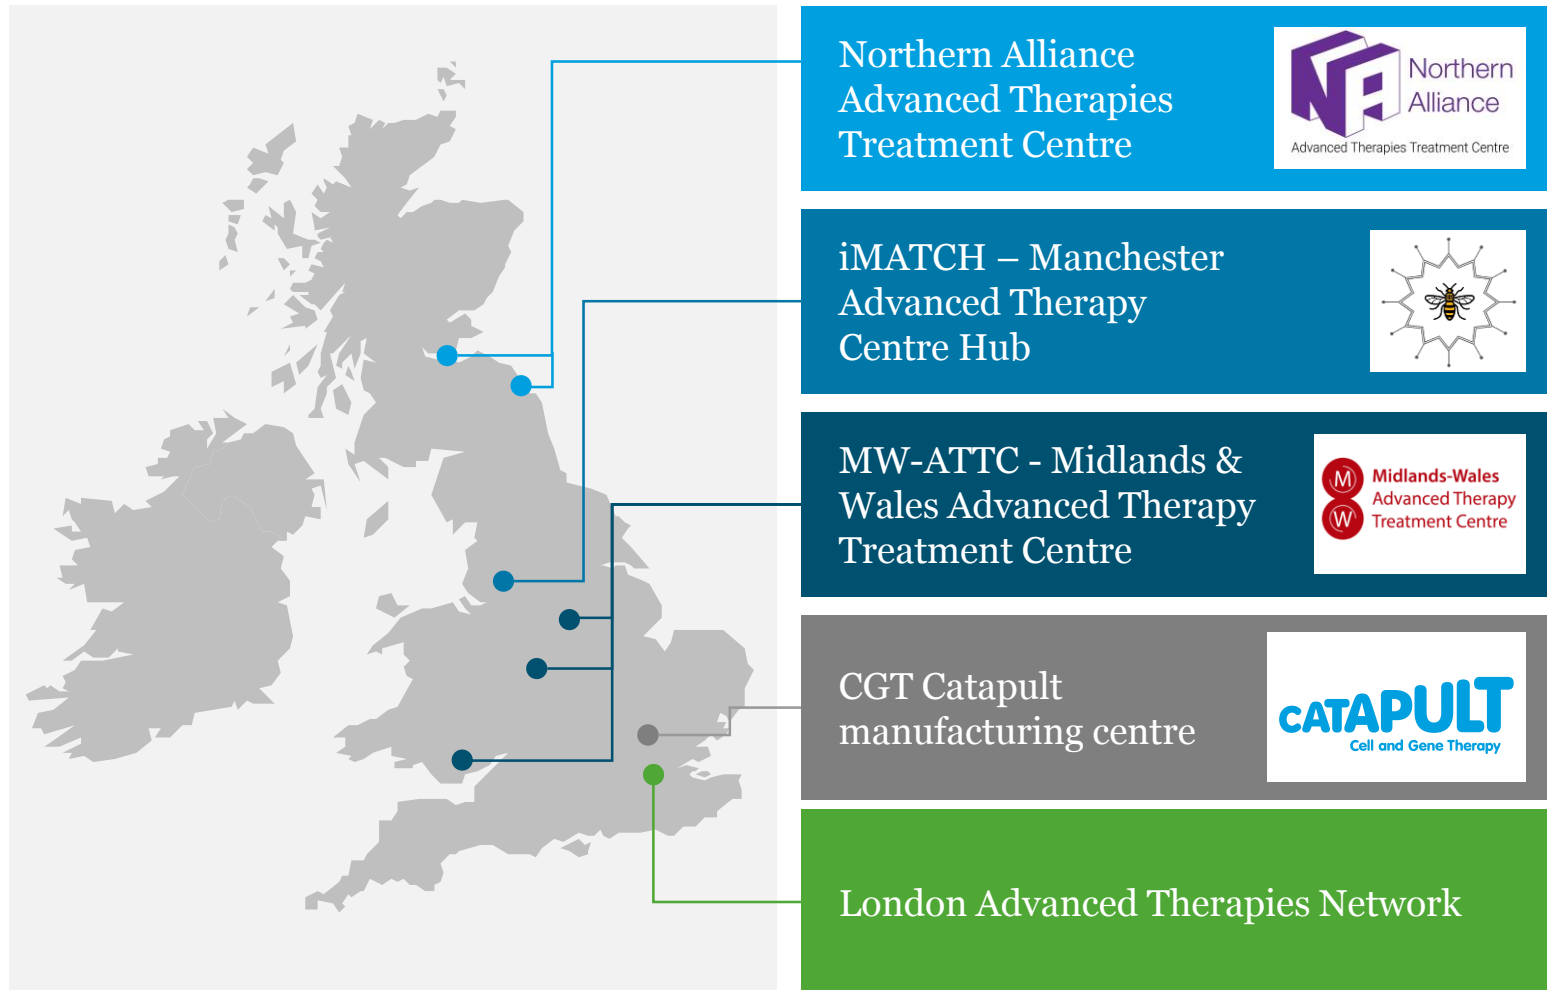 Northern Alliance
Advanced Therapies
Treatment Centre
NA
Northern
Alliance
Advanced Therapies Treatment Centre
iMATCH – Manchester
Advanced Therapy
Centre Hub
MW-ATTC - Midlands &
Wales Advanced Therapy
Treatment Centre
M
W
Midlands-Wales
Advanced Therapy
Treatment Centre
CGT Catapult
manufacturing centre
CATAPULT
Cell and Gene Therapy
London Advanced Therapies Network